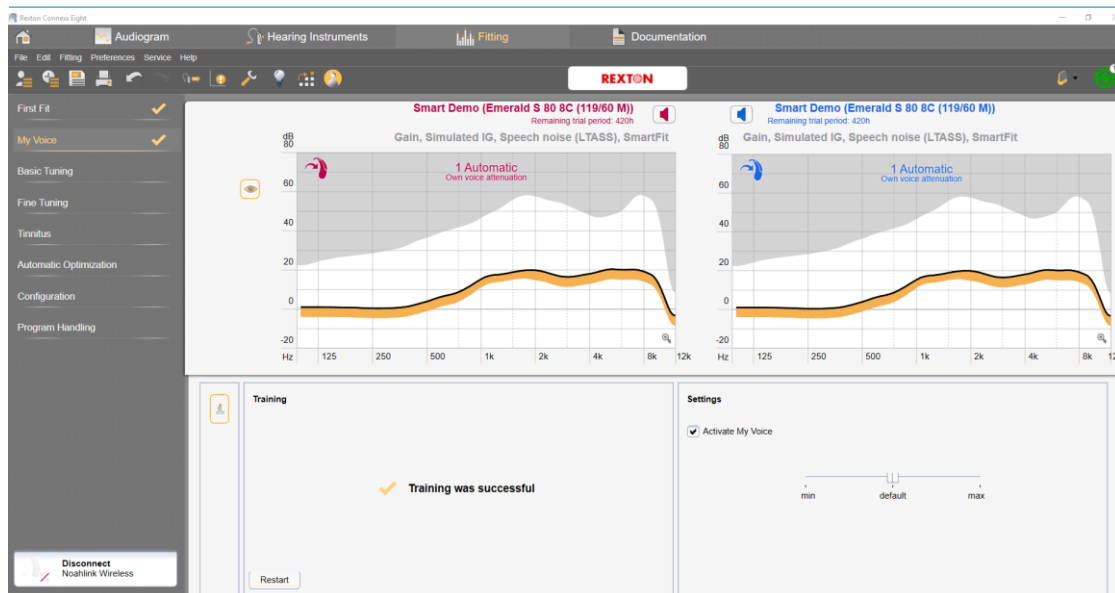 Rexton Connexx Eight
Audiogram
Hearing Instruments
Fitting
Documentation
File Edit Fitting Preferences Service Help
REXTON
First Fit
My Voice
Basic Tuning
Fine Tuning
Tinnitus
Automatic Optimization
Configuration
Program Handling
Disconnect
Noahlink Wireless
Smart Demo (Emerald S 80 8C (119/60 M))
Remaining trial period: 420h
Gain, Simulated IG, Speech noise (LTASS), SmartFit
1 Automatic
Own voice attenuation
dB
80
60
40
20
0
-20
Hz 125 250 500 1k 2k 4k 8k 12k
Smart Demo (Emerald S 80 8C (119/60 M))
Remaining trial period: 420h
Gain, Simulated IG, Speech noise (LTASS), SmartFit
1 Automatic
Own voice attenuation
dB
80
60
40
20
0
-20
Hz 125 250 500 1k 2k 4k 8k 12
Training
Training was successful
Restart
Settings
Activate My Voice
min default max